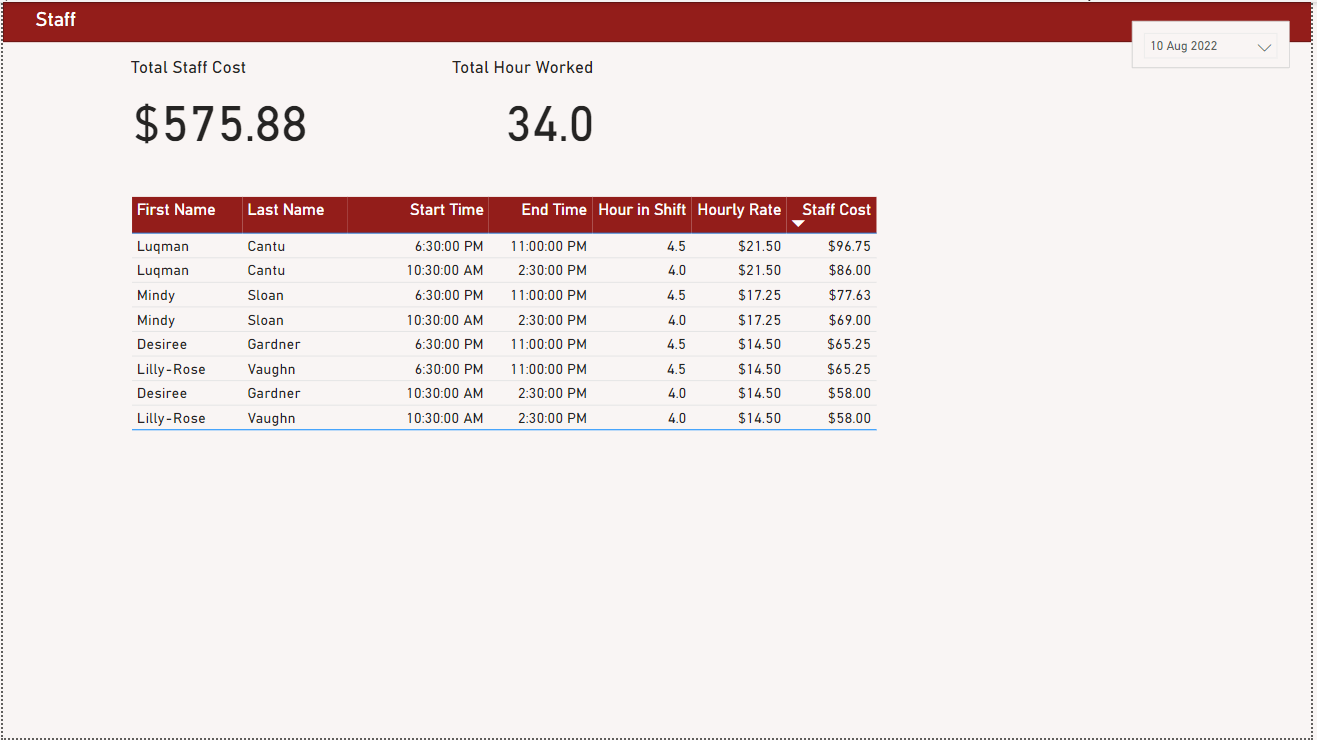 Staff
10 Aug 2022
Total Staff Cost Total Hour Worked
$575.88 34.0
First Name Last Name Start Time End Time Hour in Shift Hourly Rate Staff Cost
Luqman Cantu 6:30:00 PM 11:00:00 PM 4.5 $21.50 $96.75
Luqman Cantu 10:30:00 AM 2:30:00 PM 4.0 $21.50 $86.00
Mindy Sloan 6:30:00 PM 11:00:00 PM 4.5 $17.25 $77.63
Mindy Sloan 10:30:00 AM 2:30:00 PM 4.0 $17.25 $69.00
Desiree Gardner 6:30:00 PM 11:00:00 PM 4.5 $14.50 $65.25
Lilly-Rose Vaughn 6:30:00 PM 11:00:00 PM 4.5 $14.50 $65.25
Desiree Gardner 10:30:00 AM 2:30:00 PM 4.0 $14.50 $58.00
Lilly-Rose Vaughn 10:30:00 AM 2:30:00 PM 4.0 $14.50 $58.00